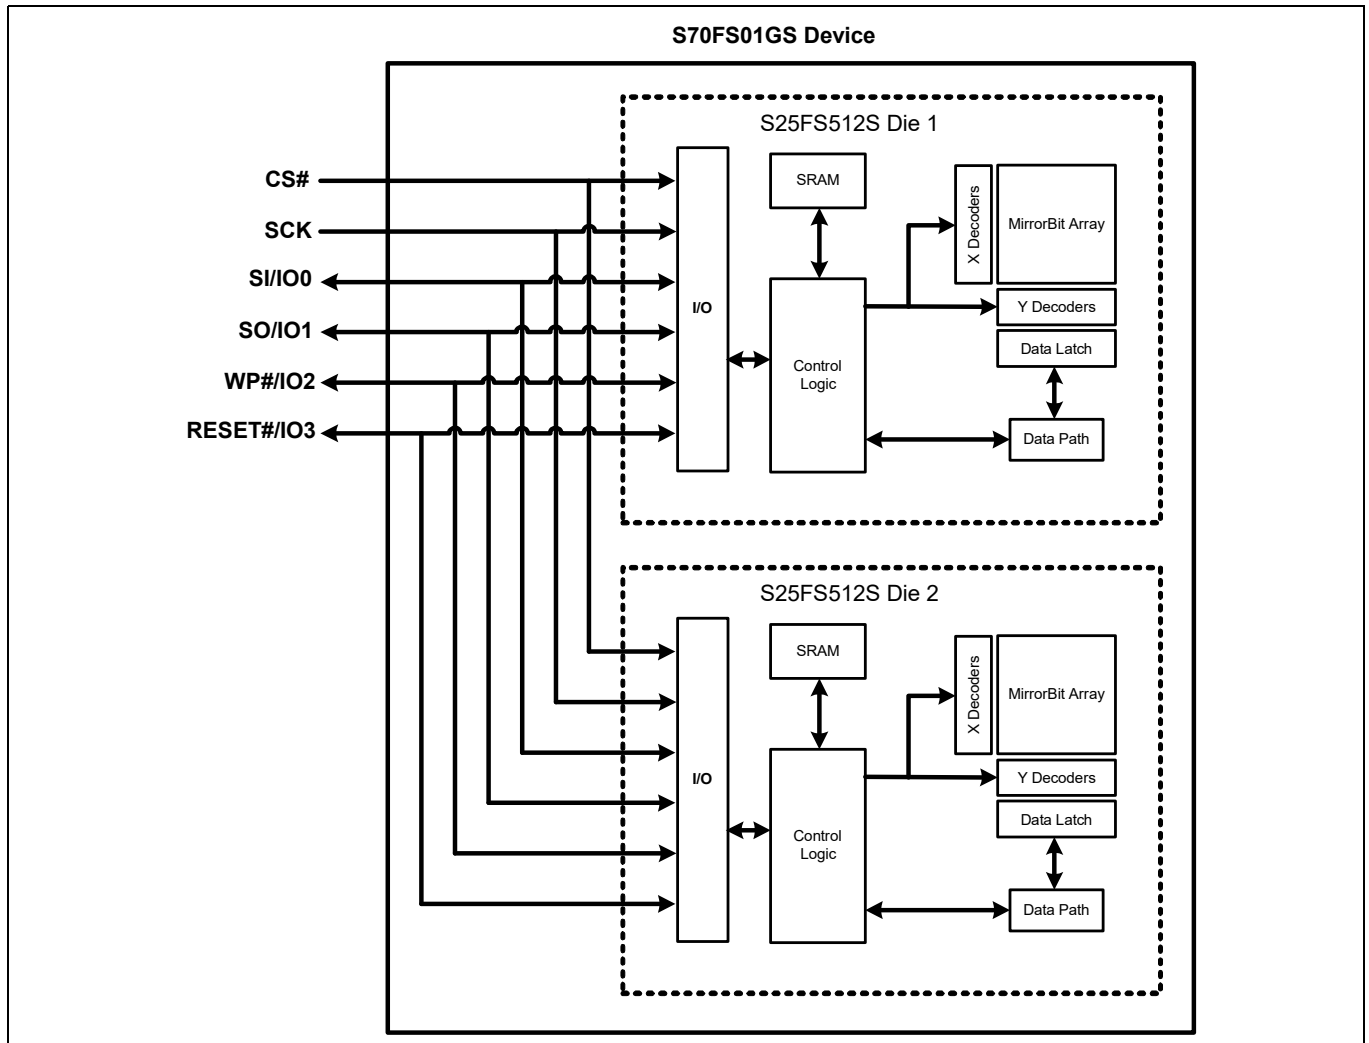 S70FS01GS Device
S25FS512S Die 1
CS#
SCK
SI/IO0
SO/IO1
WP#/IO2
RESET#/IO3
I/O
SRAM
Control
Logic
X Decoders
MirrorBit Array
Y Decoders
Data Latch
Data Path
S25FS512S Die 2
I/O
SRAM
Control
Logic
X Decoders
MirrorBit Array
Y Decoders
Data Latch
Data Path